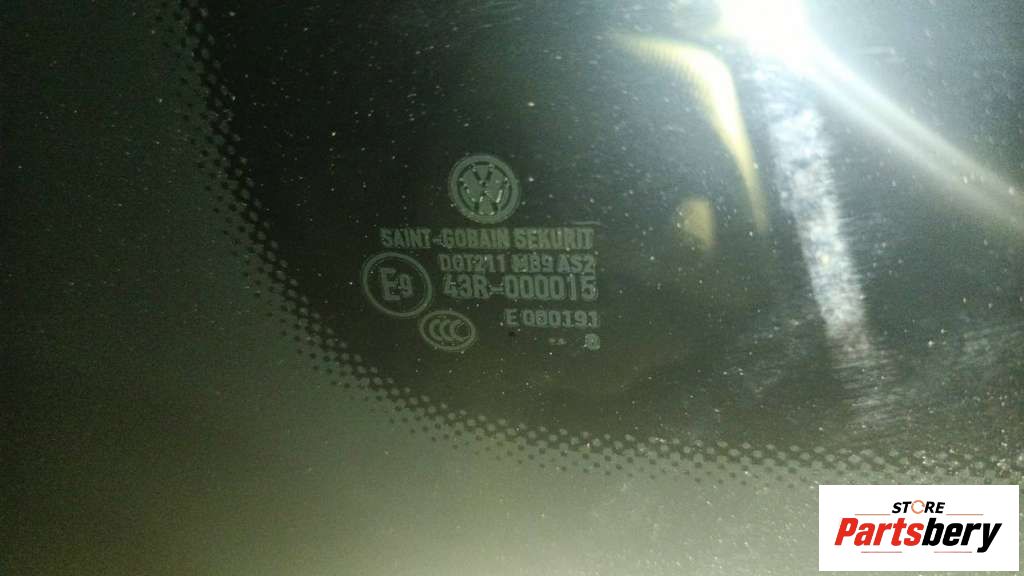 SAINT-GOBAIN SEKURIT
DOT211 M89 AS2
E9
43R-000015
CCC
E 000191
STORE
Partsbery